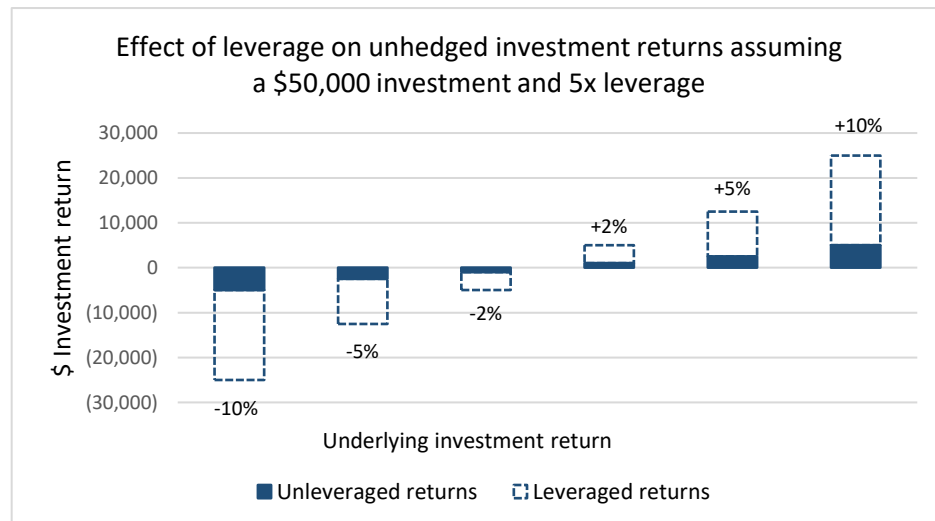 Effect of leverage on unhedged investment returns assuming
a $50,000 investment and 5x leverage
$ Investment return
30,000
20,000
10,000
0
(10,000)
(20,000)
(30,000)
-10%
-5%
-2%
+2%
+5%
+10%
Underlying investment return
Unleveraged returns
Leveraged returns